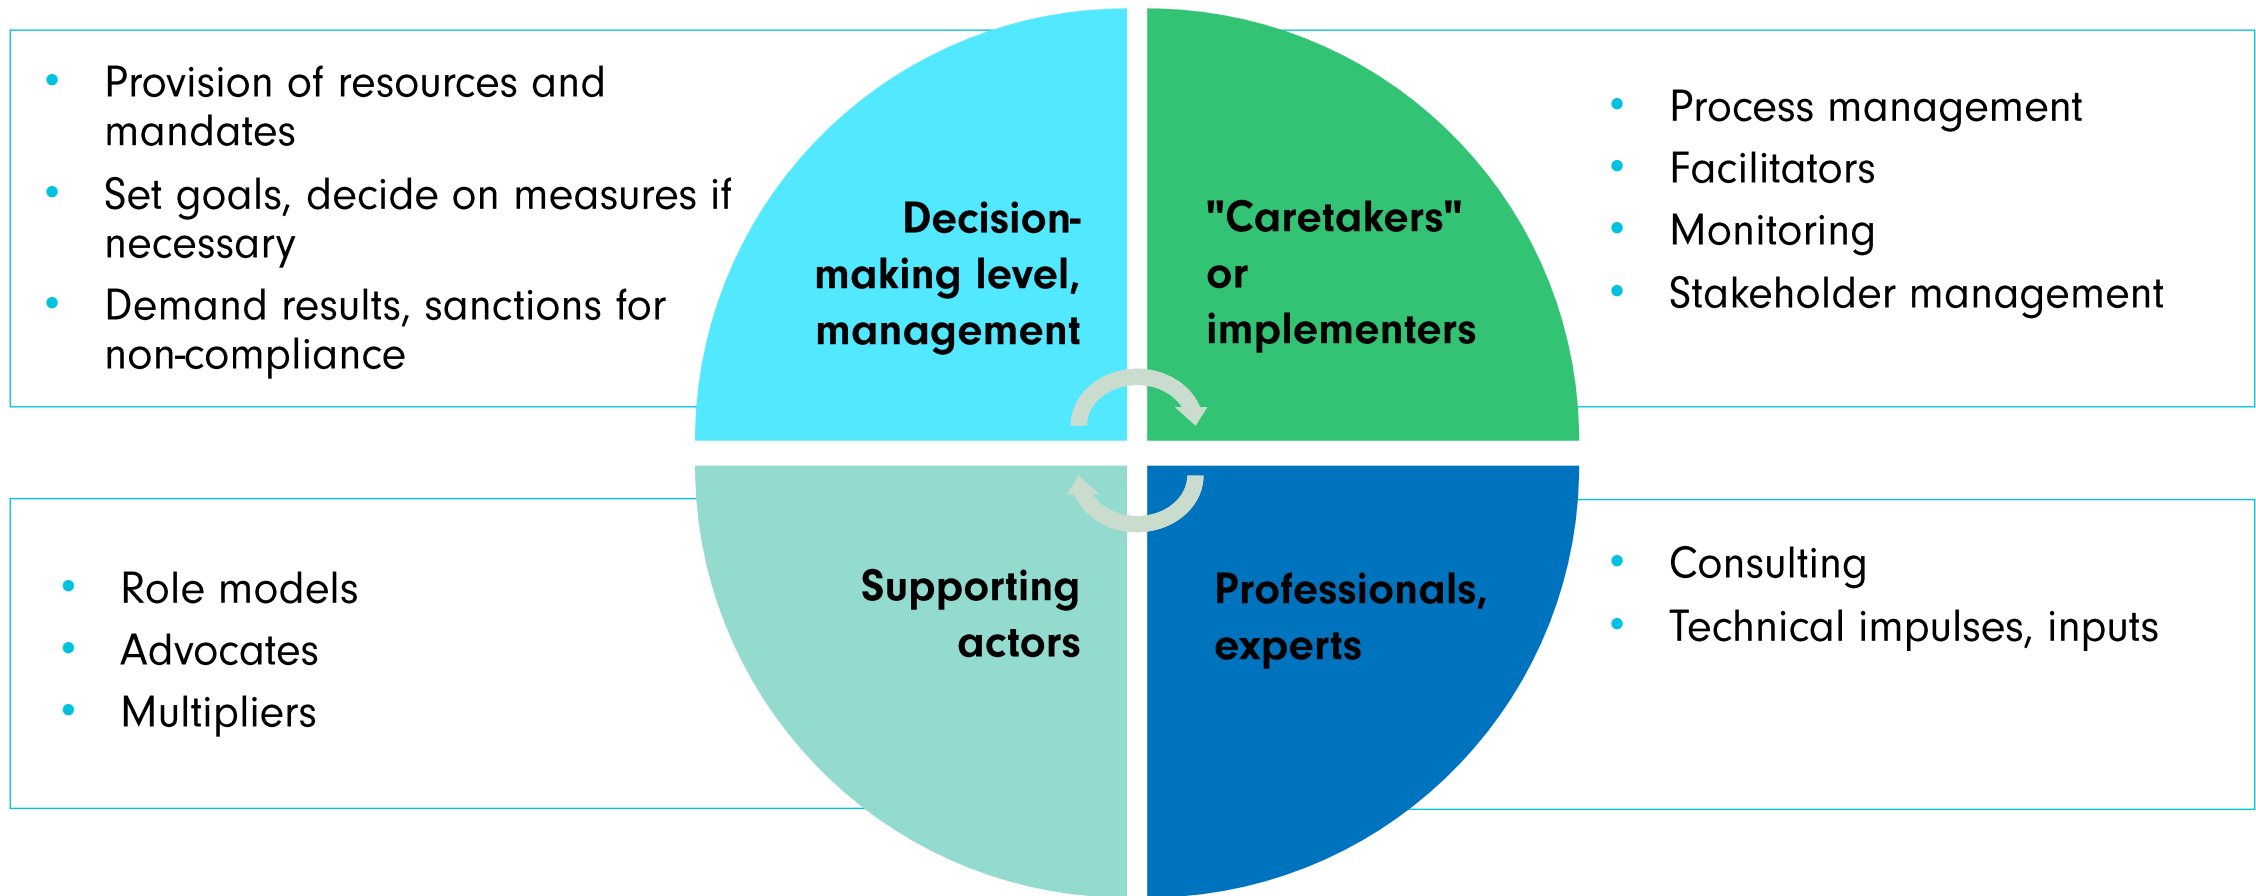 • Provision of resources and
mandates
• Set goals, decide on measures if
necessary
• Demand results, sanctions for
non-compliance
Decision-
making level,
management
"Caretakers"
or
implementers
• Process management
• Facilitators
• Monitoring
• Stakeholder management
• Role models
• Advocates
• Multipliers
Supporting
actors
Professionals,
experts
• Consulting
• Technical impulses, inputs